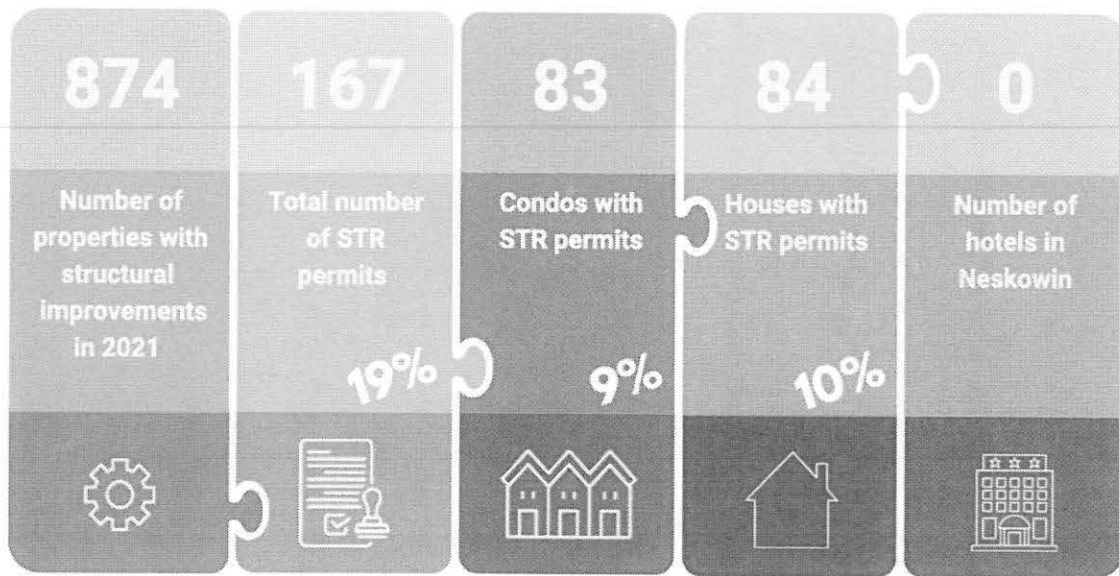 874
Number of
properties with
structural
improvements
in 2021
167
Total number
of STR
permits
19%
83
Condos with
STR permits
9%
84
Houses with
STR permits
10%
0
Number of
hotels in
Neskowin